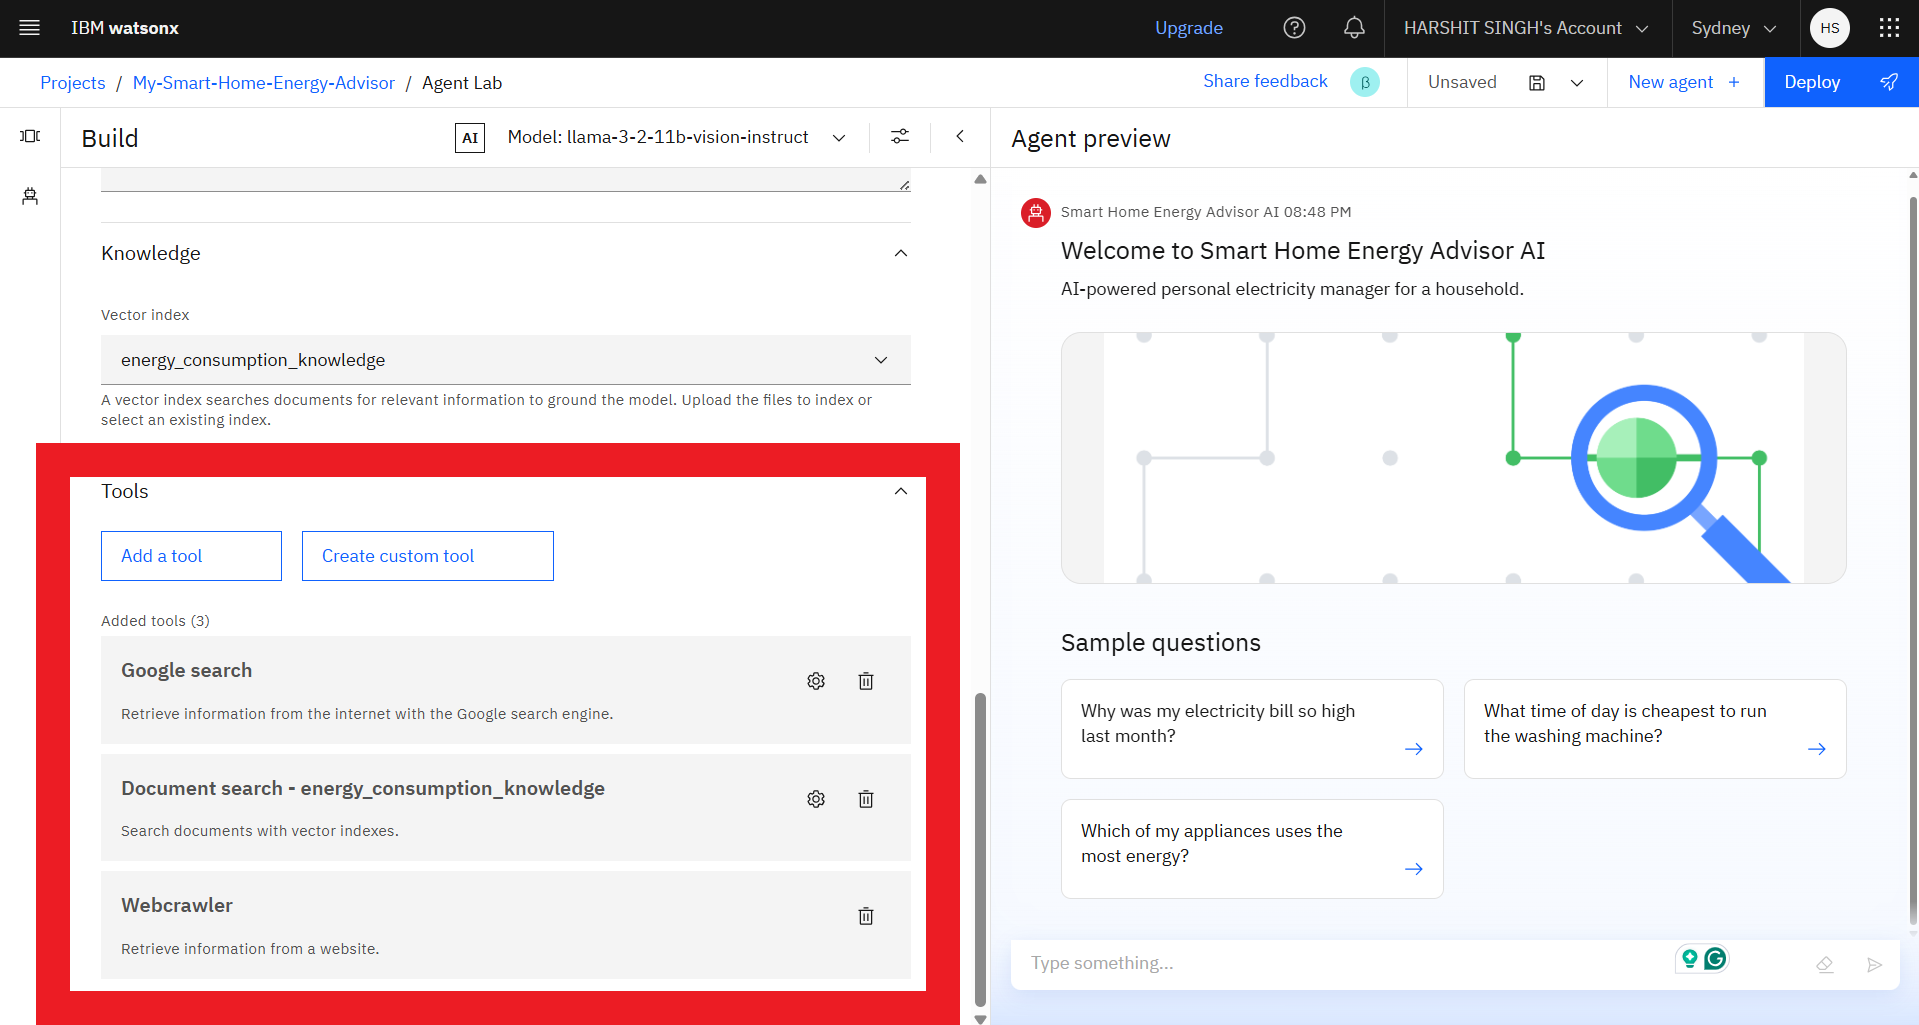 IBM watsonx
Upgrade
HARSHIT SINGH's Account
Sydney
HS
Projects / My-Smart-Home-Energy-Advisor / Agent Lab
Share feedback
β
Unsaved
New agent +
Deploy
Build
AI
Model: llama-3-2-11b-vision-instruct
Knowledge
Vector index
energy_consumption_knowledge
A vector index searches documents for relevant information to ground the model. Upload the files to index or
select an existing index.
Tools
Add a tool
Create custom tool
Added tools (3)
Google search
Retrieve information from the internet with the Google search engine.
Document search - energy_consumption_knowledge
Search documents with vector indexes.
Webcrawler
Retrieve information from a website.
Agent preview
Smart Home Energy Advisor AI 08:48 PM
Welcome to Smart Home Energy Advisor AI
AI-powered personal electricity manager for a household.
Sample questions
Why was my electricity bill so high
last month?
What time of day is cheapest to run
the washing machine?
Which of my appliances uses the
most energy?
Type something...